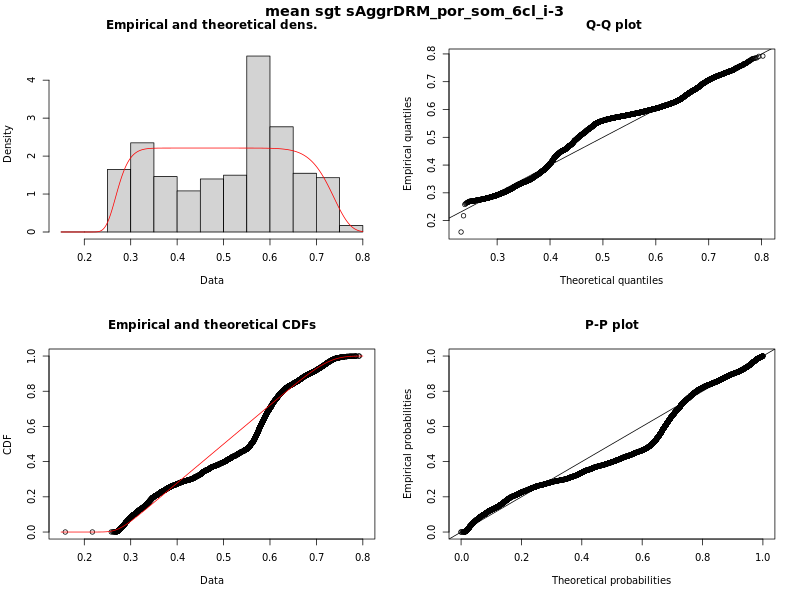 mean sgt sAggrDRM_por_som_6cl_i-3
Empirical and theoretical dens.
Density
0 1 2 3 4
0.2 0.3 0.4 0.5 0.6 0.7 0.8
Data
Q-Q plot
Empirical quantiles
0.2 0.3 0.4 0.5 0.6 0.7 0.8
0.3 0.4 0.5 0.6 0.7 0.8
Theoretical quantiles
Empirical and theoretical CDFs
CDF
0.0 0.2 0.4 0.6 0.8 1.0
0.2 0.3 0.4 0.5 0.6 0.7 0.8
Data
P-P plot
Empirical probabilities
0.0 0.2 0.4 0.6 0.8 1.0
0.0 0.2 0.4 0.6 0.8 1.0
Theoretical probabilities